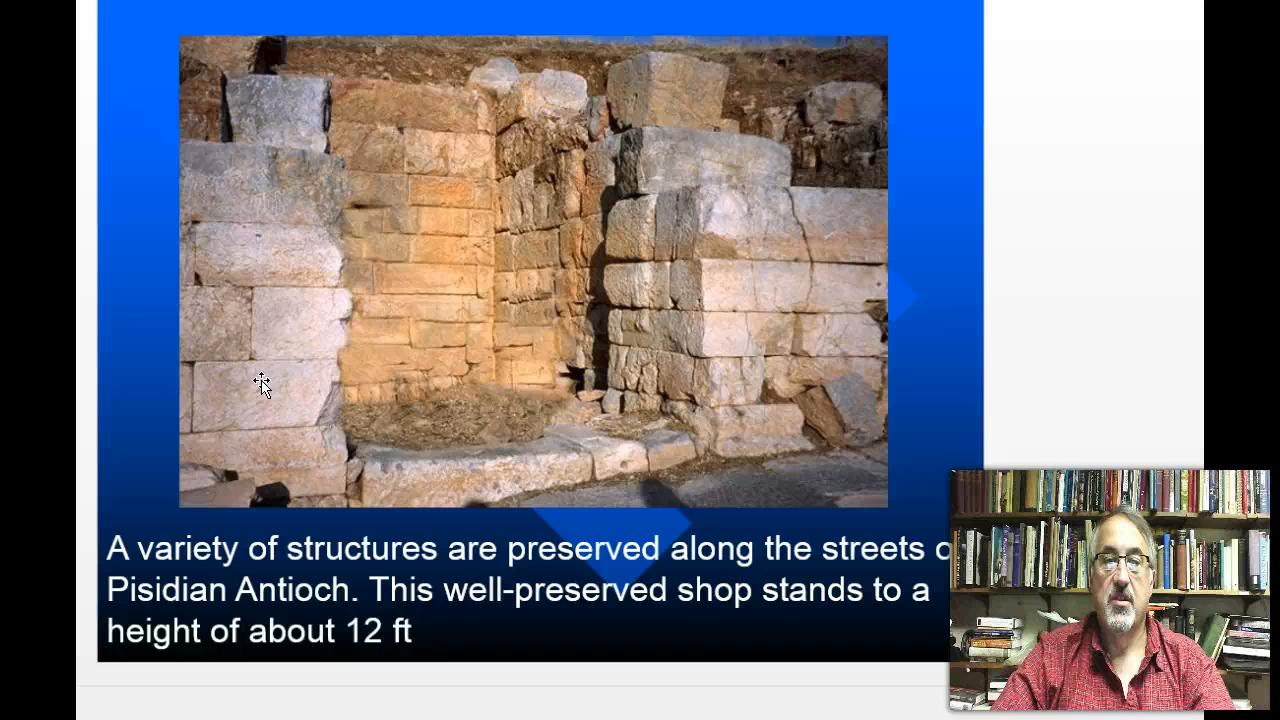 A variety of structures are preserved along the streets
Pisidian Antioch. This well-preserved shop stands to a
height of about 12 ft